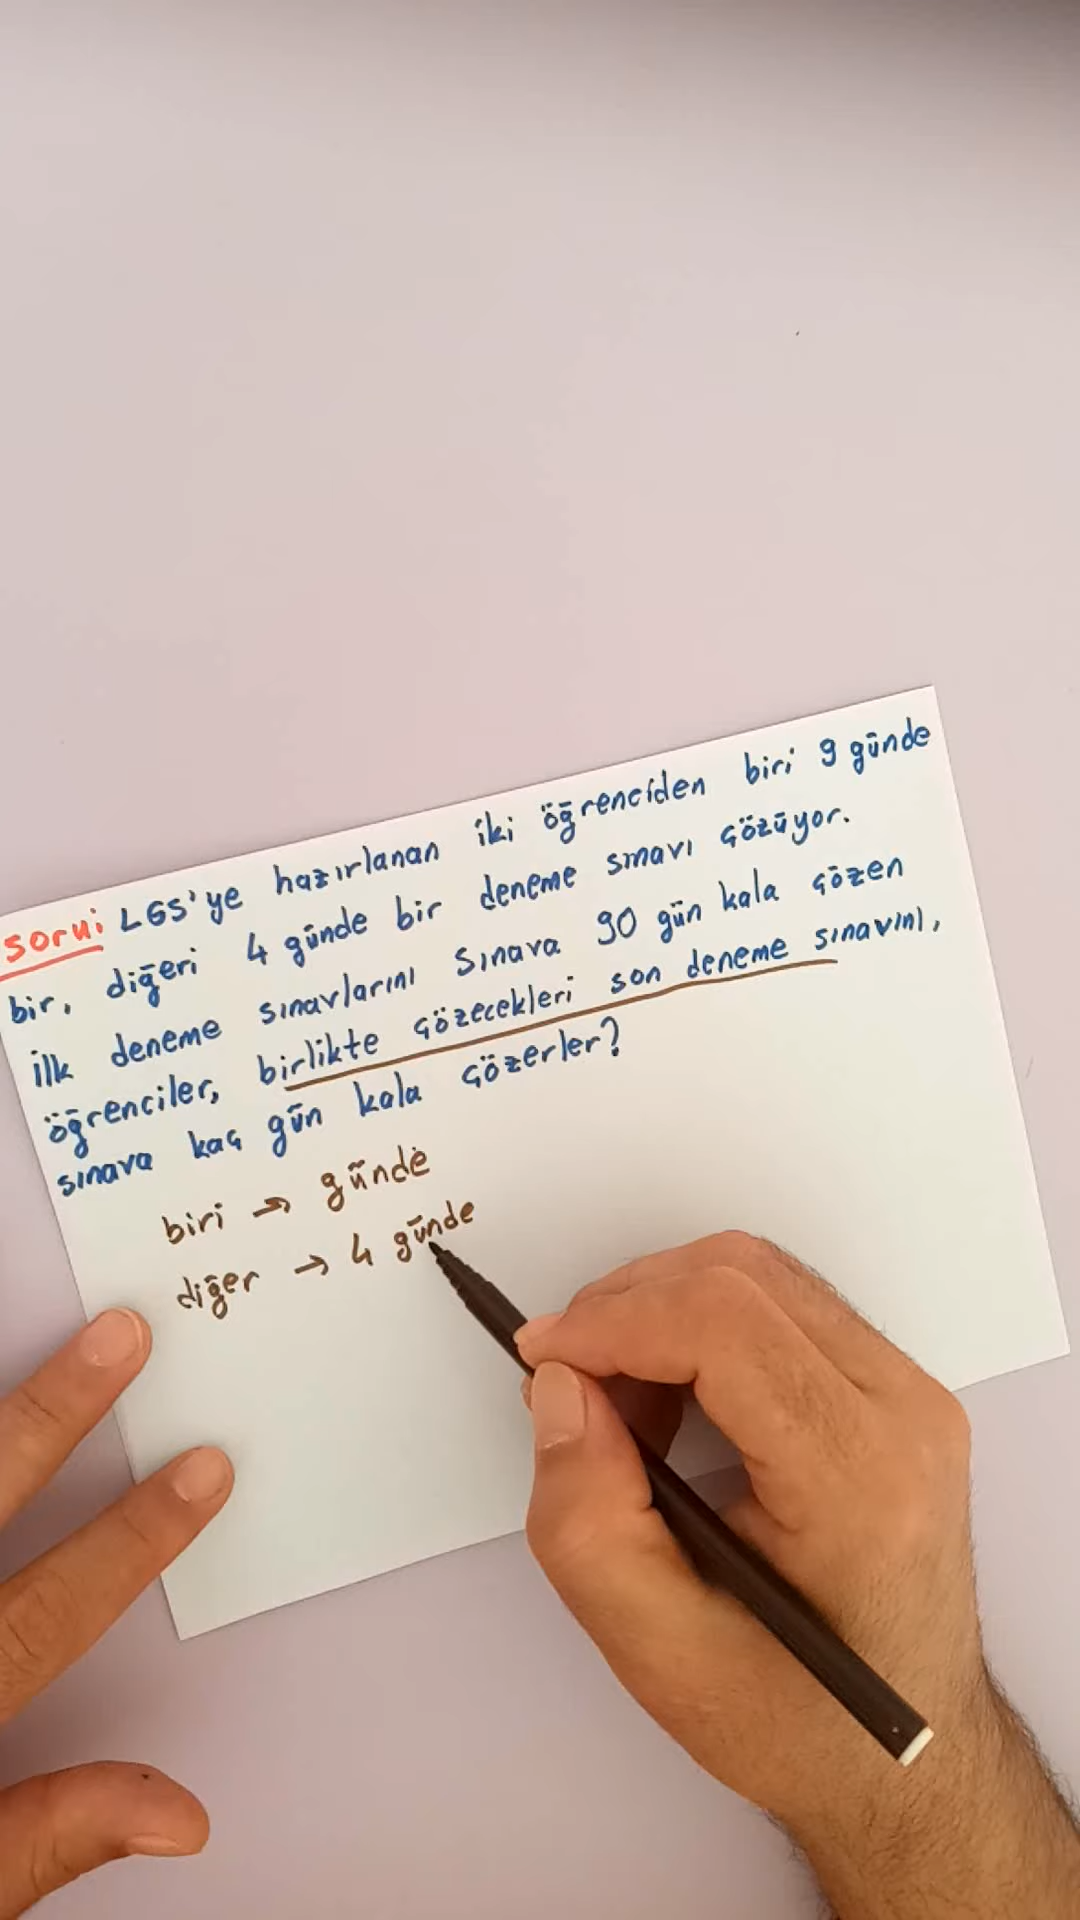 soru: LGS'ye hazırlanan iki öğrenciden biri 9 günde
bir, diğeri 4 günde bir deneme sınavı çözüyor.
ilk deneme sınavlarını sınava 90 gün kala çözen
öğrenciler, birlikte çözecekleri son deneme sınavını,
sınava kaç gün kala çözerler?
biri → günde
diğer → 4 günde